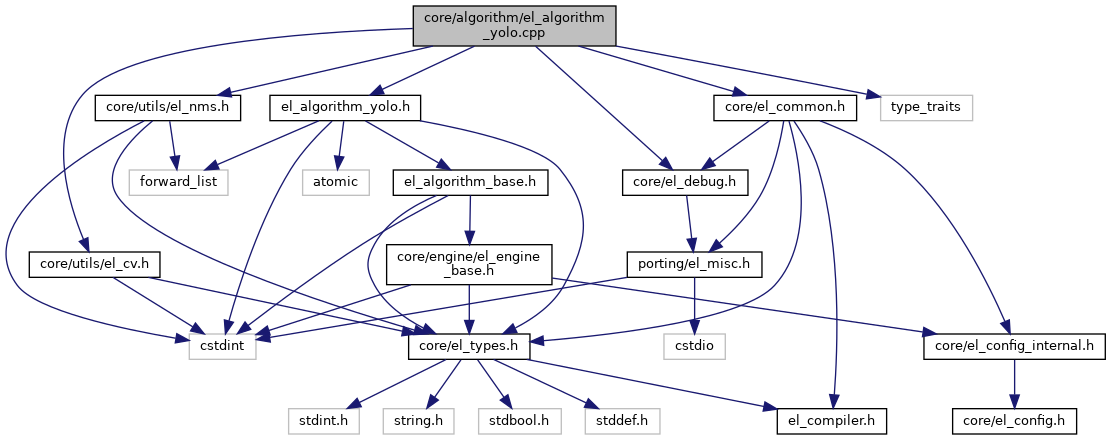 core/algorithm/el_algorithm
_yolo.cpp
core/utils/el_nms.h
el_algorithm_yolo.h
core/el_common.h
type_traits
forward_list
atomic
el_algorithm_base.h
core/el_debug.h
core/utils/el_cv.h
core/engine/el_engine
_base.h
porting/el_misc.h
cstdint
core/el_types.h
cstdio
core/el_config_internal.h
stdint.h
string.h
stdbool.h
stddef.h
el_compiler.h
core/el_config.h